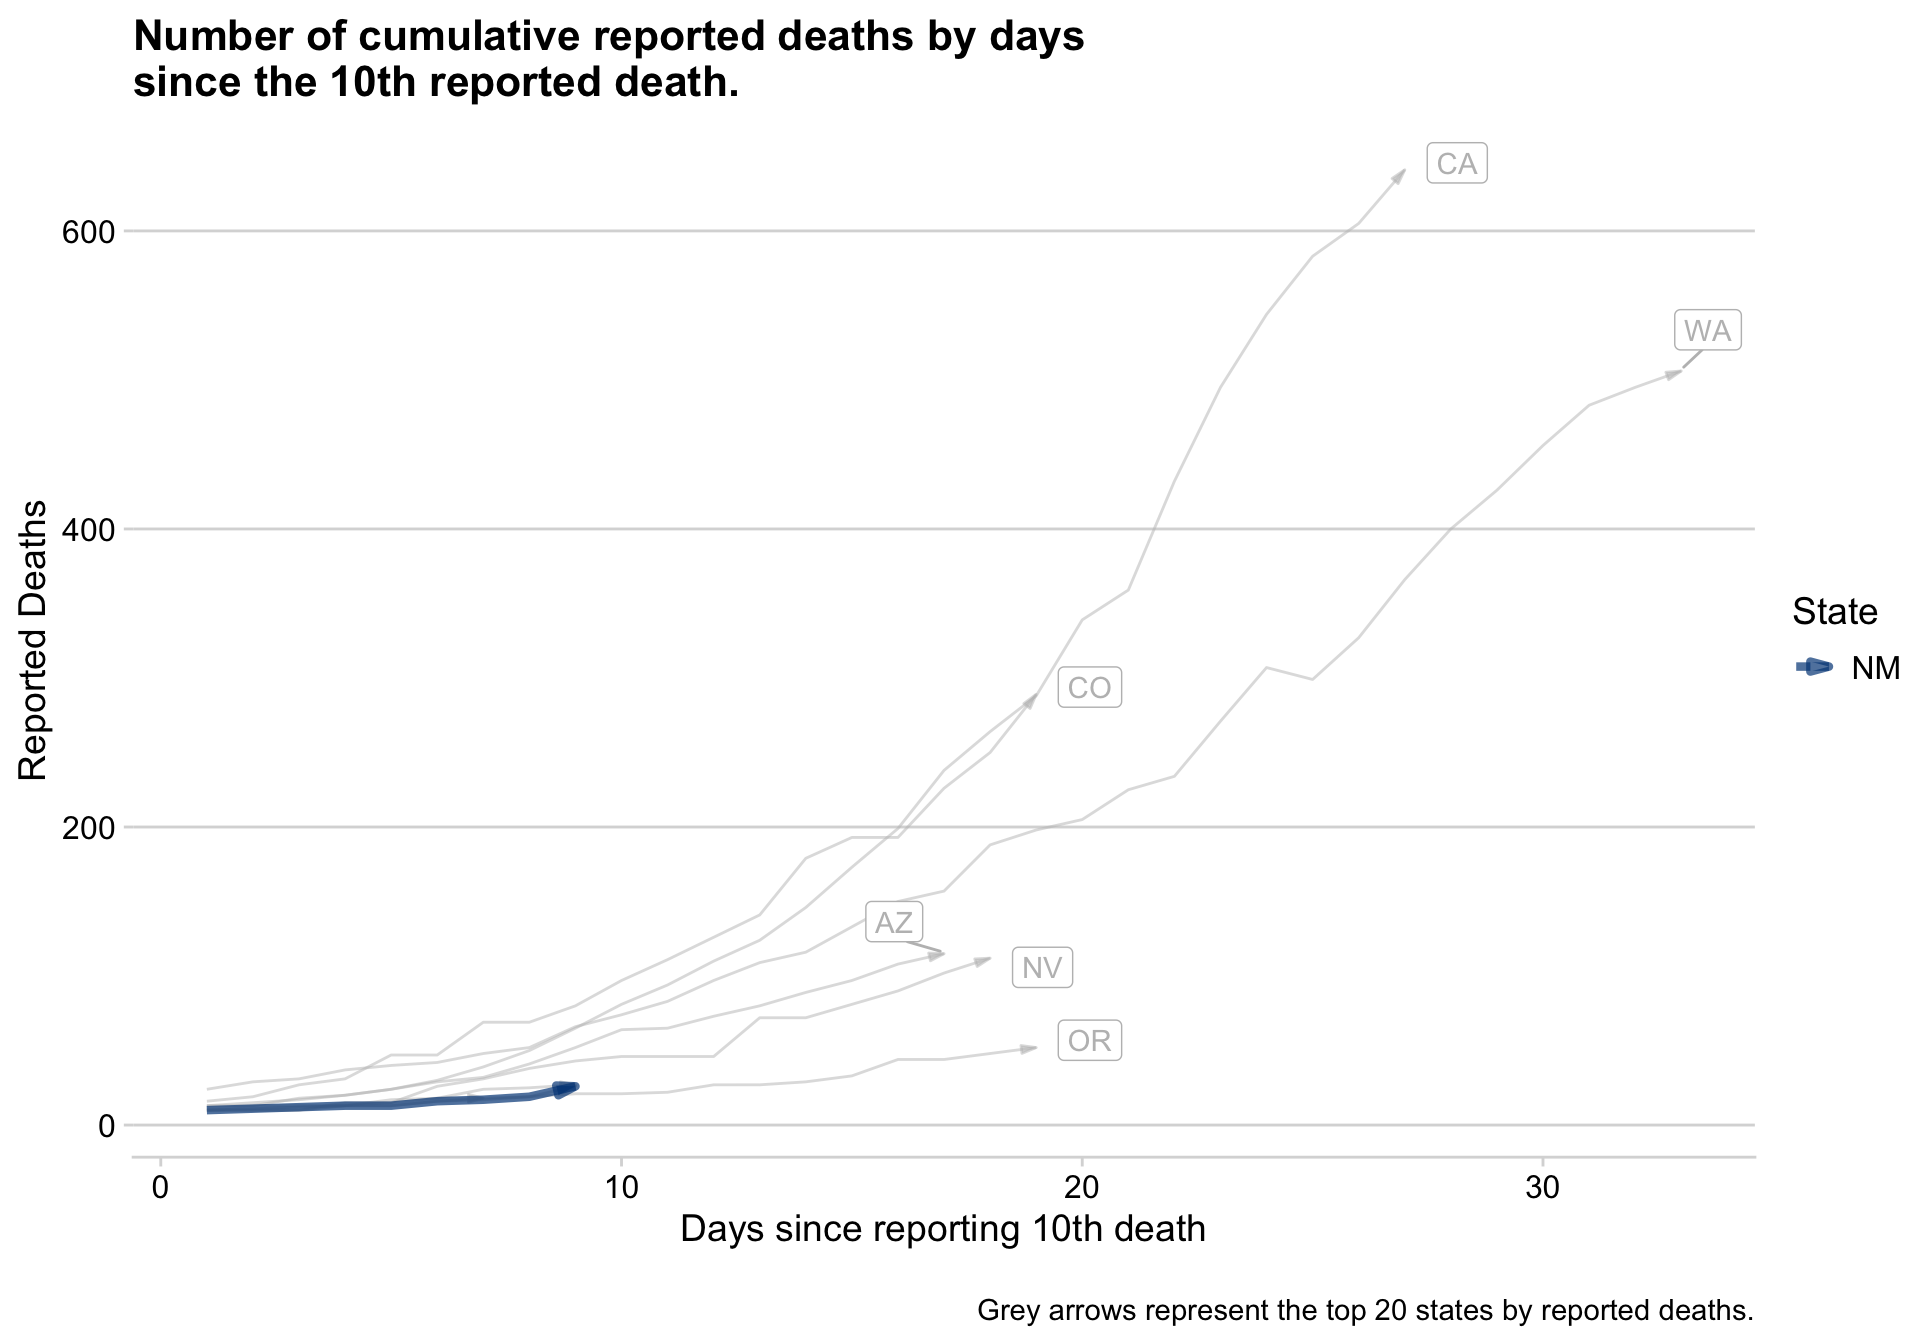 Number of cumulative reported deaths by days
since the 10th reported death.
CA
600
WA
Reported Deaths
400
State
NM
CO
200
AZ
NV
OR
0
0 10 20 30
Days since reporting 10th death
Grey arrows represent the top 20 states by reported deaths.